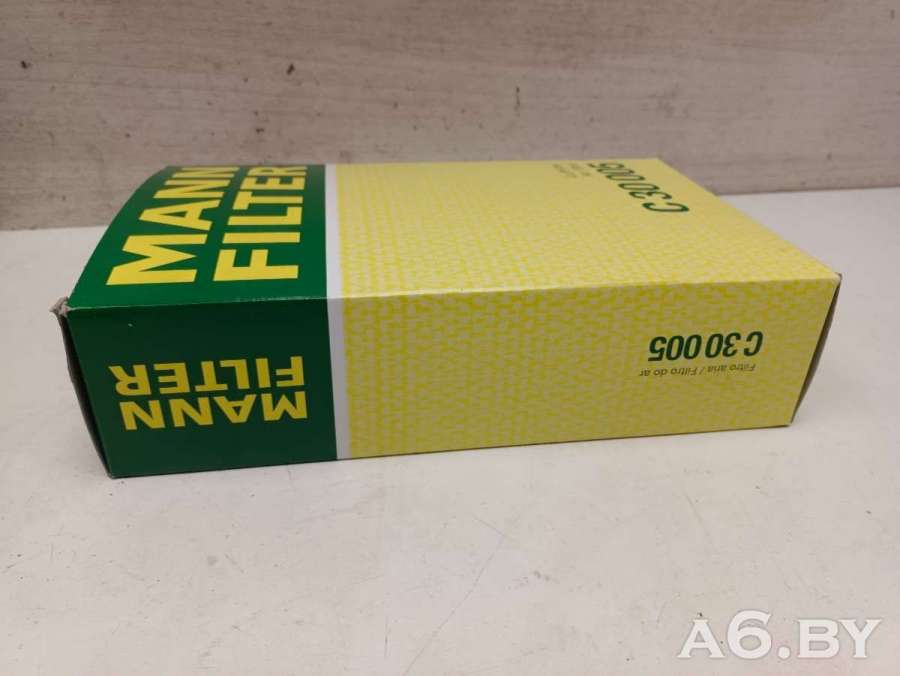 MANN
FILTER
C 30 005
MANN
FILTER
C 30 005
Filtro aria / Filtro do ar
A6.BY